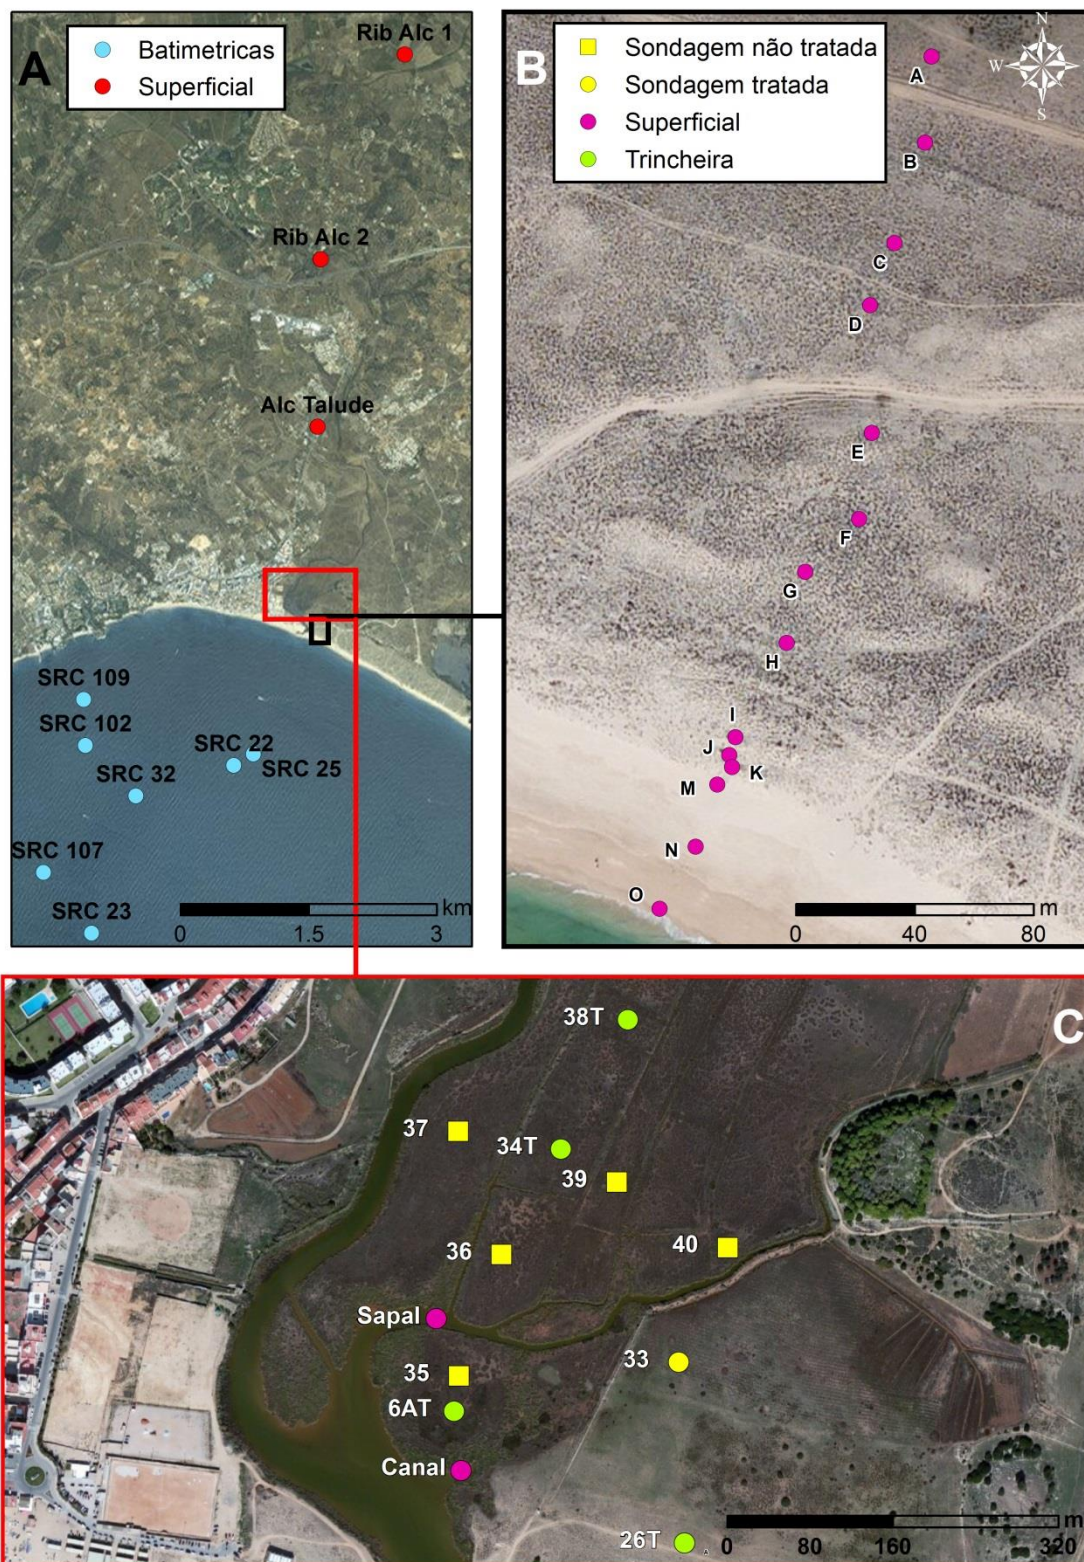 A
Batimetricas
Superficial
Rib Alc 1
Rib Alc 2
Alc Talude
SRC 109
SRC 102
SRC 22
SRC 25
SRC 32
SRC 107
SRC 23
km
0 1.5 3
B
Sondagem não tratada
Sondagem tratada
Superficial
Trincheira
N
W
S
A
B
C
D
E
F
G
H
I
J
K
M
N
O
m
0 40 80
C
38T
37
34T
39
36
40
Sapal
33
35
6AT
Canal
26T
m
0 80 160 320